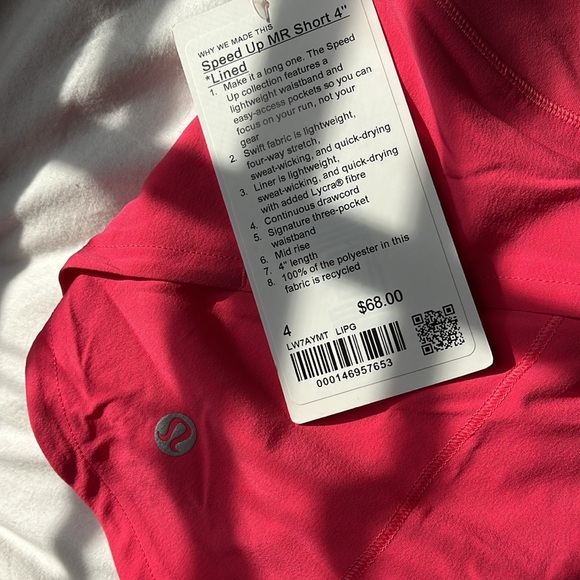 WHY WE MADE THIS
Speed Up MR Short 4"
*Lined
1. Make it a long one. The Speed
Up collection features a
lightweight waistband and
easy-access pockets so you can
focus on your run, not your
gear
2. Swift fabric is lightweight,
four-way stretch,
sweat-wicking, and quick-drying
3. Liner is lightweight,
sweat-wicking, and quick-drying
with added Lycra® fibre
4. Continuous drawcord
5. Signature three-pocket
waistband
6. Mid rise
7. 4" length
8. 100% of the polyester in this
fabric is recycled
$68.00
4
LW7AYMT LIPG
000146957653